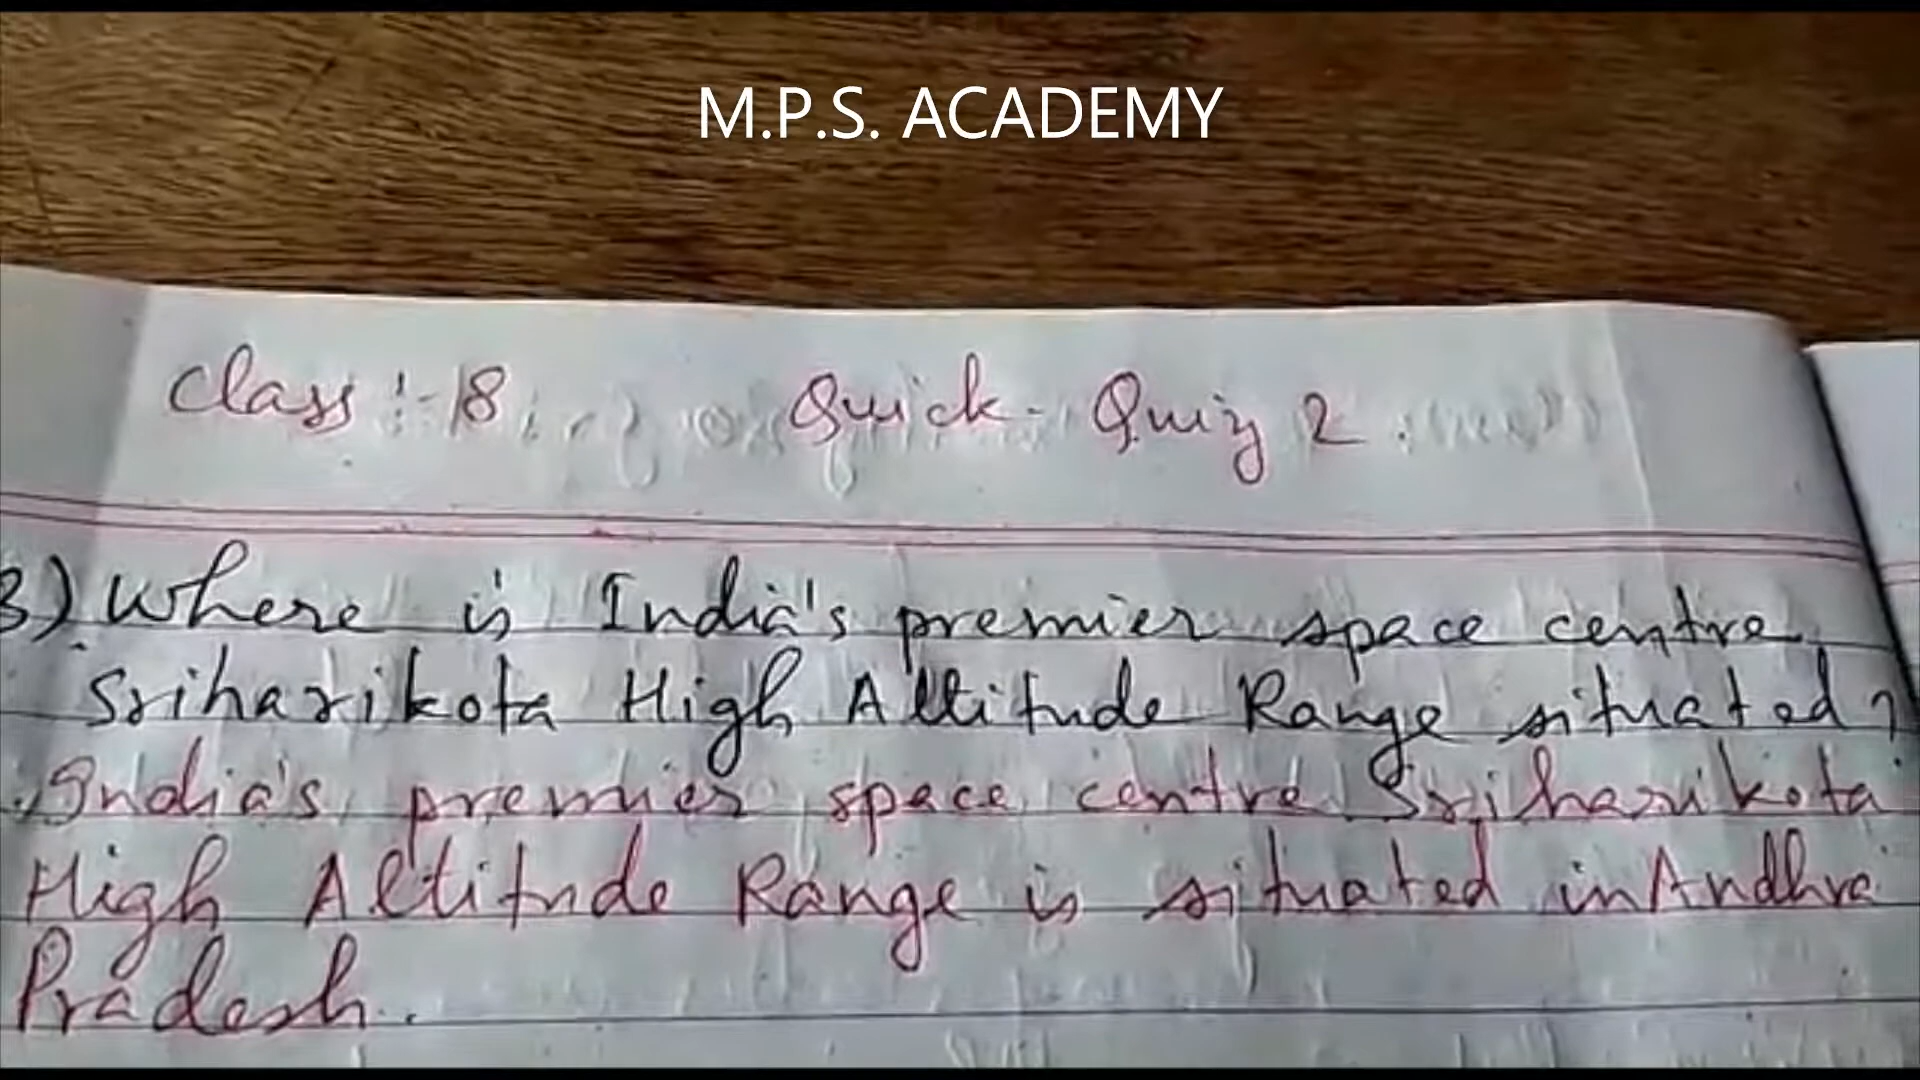 M.P.S. ACADEMY
Class :- 8 Quick Quiz 2
3) Where is India's premier space centre
Sriharikota High Altitude Range situated?
India's premier space centre Sriharikota
High Altitude Range is situated in Andhra
Pradesh.